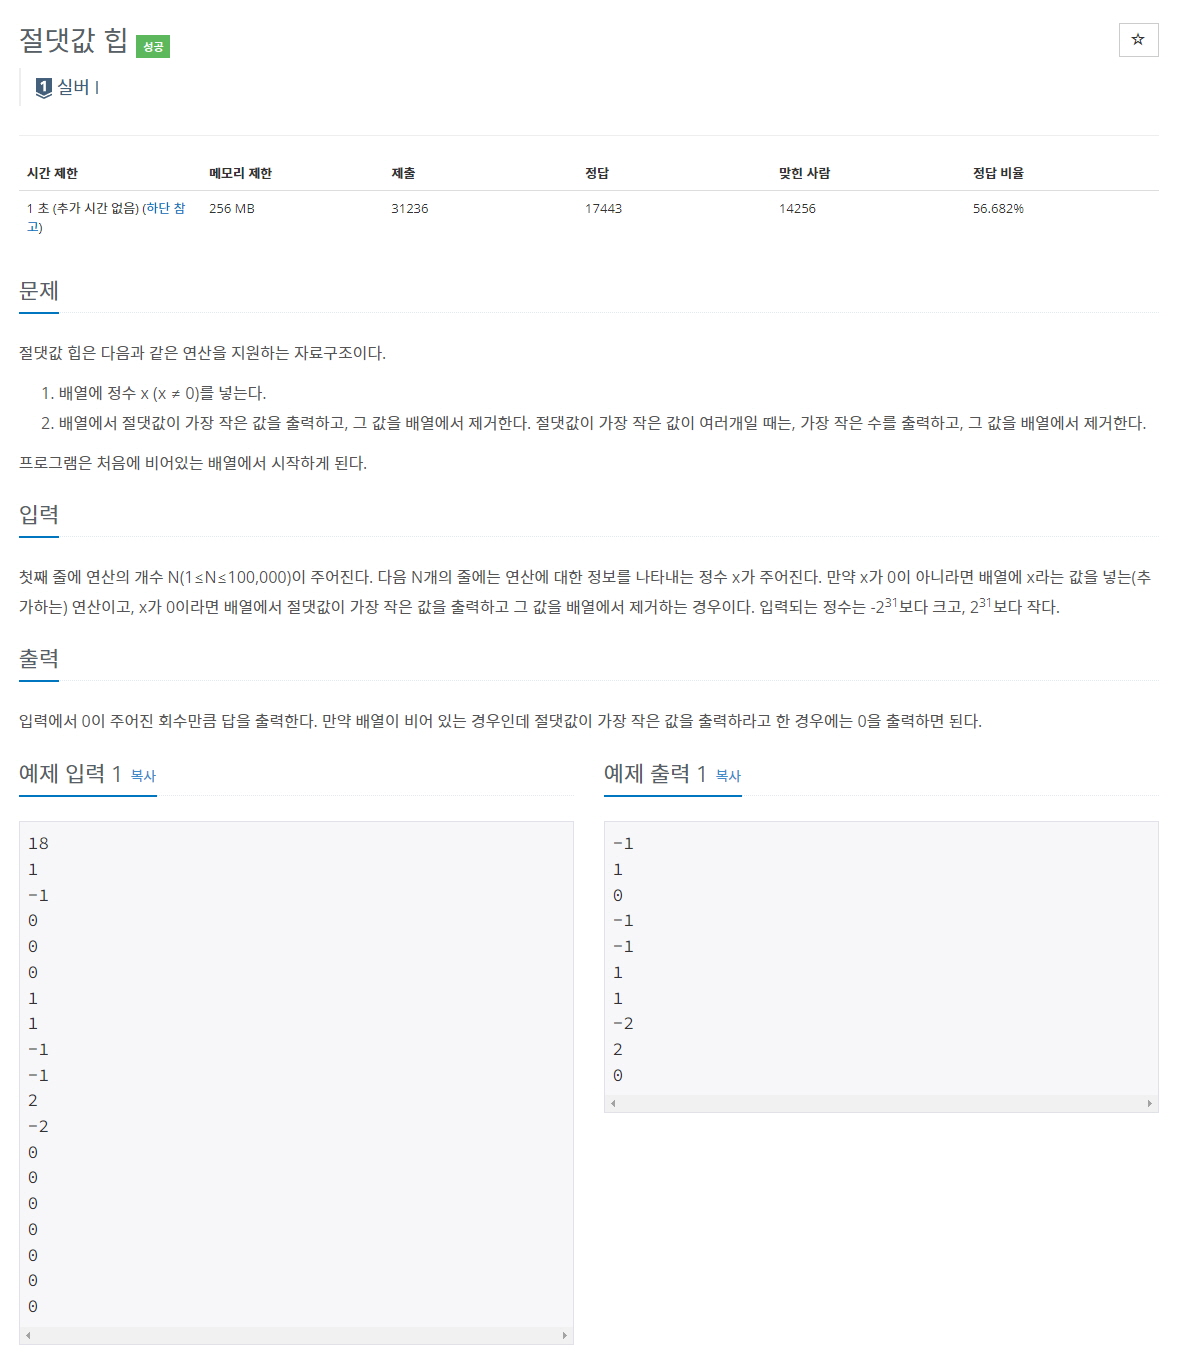 절댓값 힙 성공
1 실버 I
시간 제한 메모리 제한 제출 정답 맞힌 사람 정답 비율
1 초 (추가 시간 없음) (하단 참 256 MB 31236 17443 14256 56.682%
고)
문제
절댓값 힙은 다음과 같은 연산을 지원하는 자료구조이다.
1. 배열에 정수 x (x ≠ 0)를 넣는다.
2. 배열에서 절댓값이 가장 작은 값을 출력하고, 그 값을 배열에서 제거한다. 절댓값이 가장 작은 값이 여러개일 때는, 가장 작은 수를 출력하고, 그 값을 배열에서 제거한다.
프로그램은 처음에 비어있는 배열에서 시작하게 된다.
입력
첫째 줄에 연산의 개수 N(1≤N≤100,000)이 주어진다. 다음 N개의 줄에는 연산에 대한 정보를 나타내는 정수 x가 주어진다. 만약 x가 0이 아니라면 배열에 x라는 값을 넣는(추
가하는) 연산이고, x가 0이라면 배열에서 절댓값이 가장 작은 값을 출력하고 그 값을 배열에서 제거하는 경우이다. 입력되는 정수는 -2³¹보다 크고, 2³¹보다 작다.
출력
입력에서 0이 주어진 회수만큼 답을 출력한다. 만약 배열이 비어 있는 경우인데 절댓값이 가장 작은 값을 출력하라고 한 경우에는 0을 출력하면 된다.
예제 입력 1 복사
18
1
-1
0
0
0
1
1
-1
-1
2
-2
0
0
0
0
0
0
0
예제 출력 1 복사
-1
1
0
-1
-1
1
1
-2
2
0